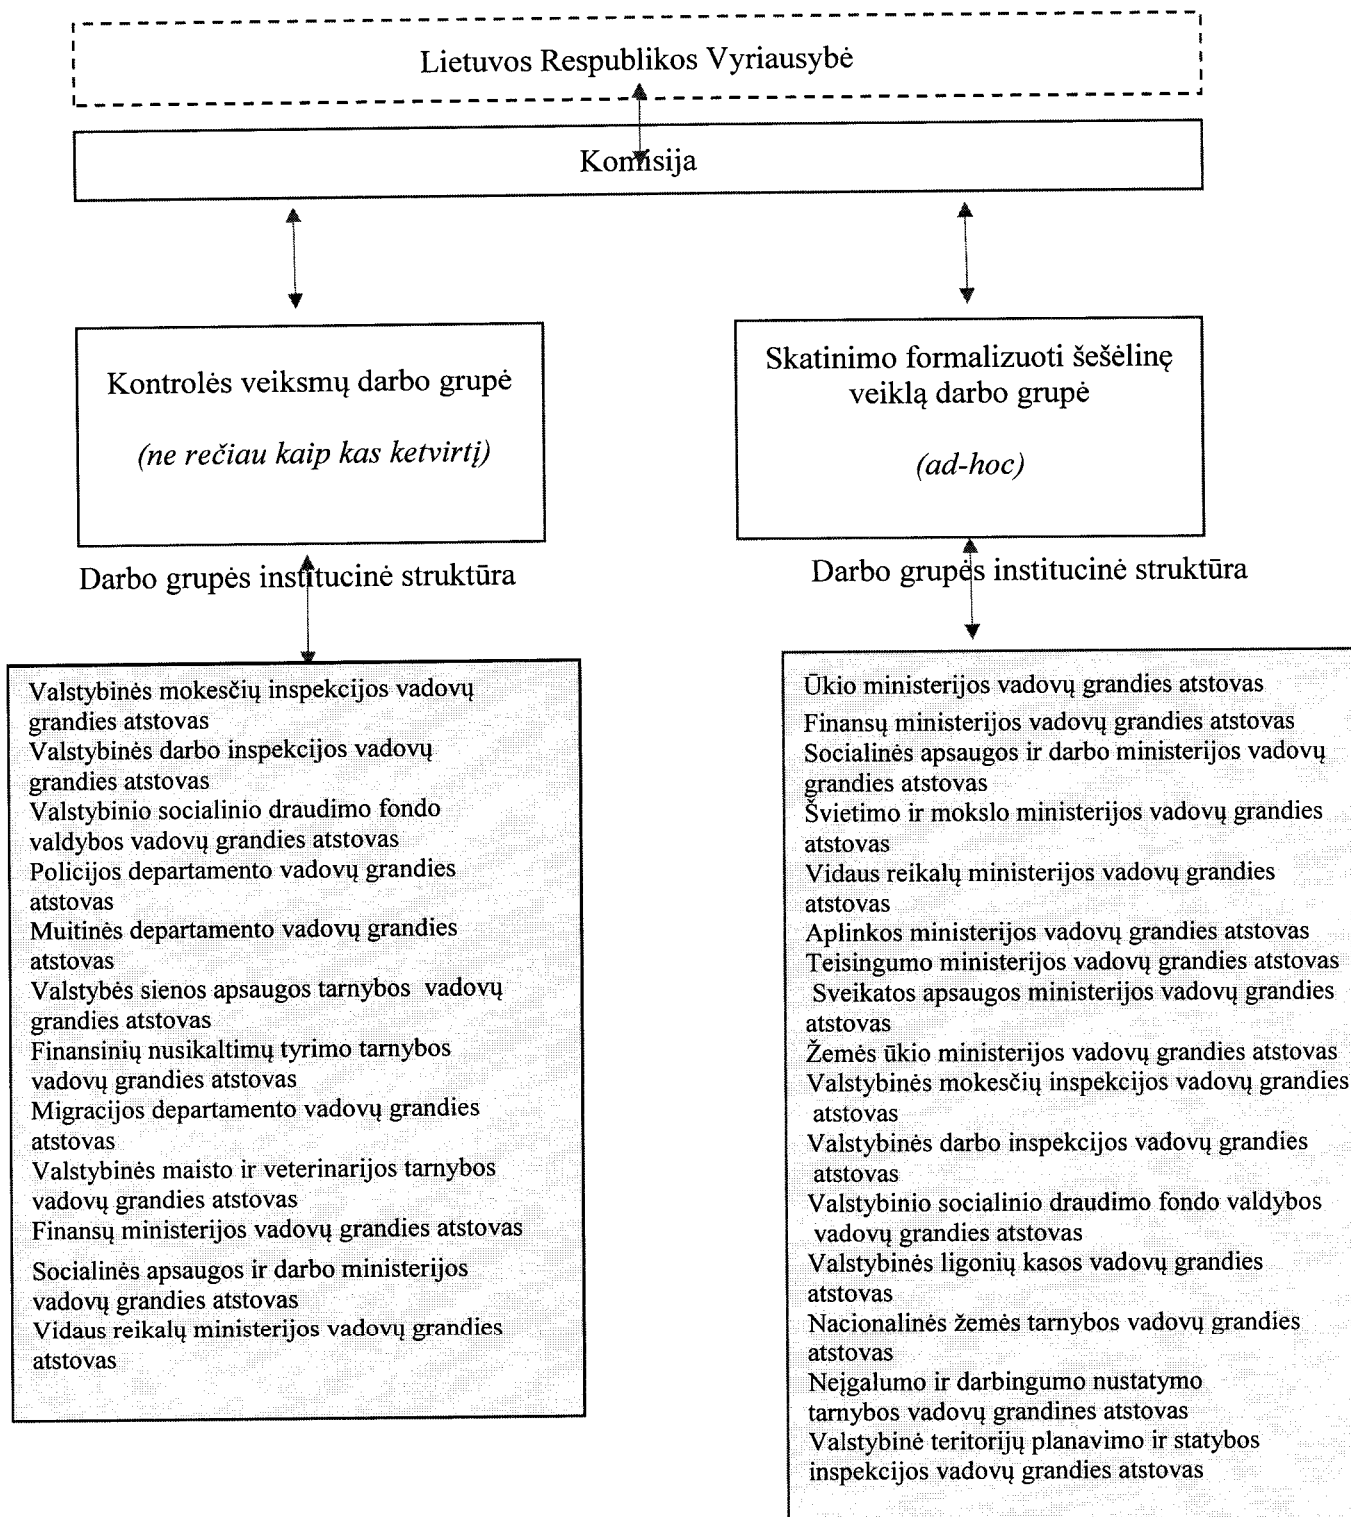 Lietuvos Respublikos Vyriausybė
Komisija
Kontrolės veiksmų darbo grupė
(ne rečiau kaip kas ketvirtį)
Skatinimo formalizuoti šešėlinę
veiklą darbo grupė
(ad-hoc)
Darbo grupės institucinė struktūra
Darbo grupės institucinė struktūra
Valstybinės mokesčių inspekcijos vadovų
grandies atstovas
Valstybinės darbo inspekcijos vadovų
grandies atstovas
Valstybinio socialinio draudimo fondo
valdybos vadovų grandies atstovas
Policijos departamento vadovų grandies
atstovas
Muitinės departamento vadovų grandies
atstovas
Valstybės sienos apsaugos tarnybos vadovų
grandies atstovas
Finansinių nusikaltimų tyrimo tarnybos
vadovų grandies atstovas
Migracijos departamento vadovų grandies
atstovas
Valstybinės maisto ir veterinarijos tarnybos
vadovų grandies atstovas
Finansų ministerijos vadovų grandies atstovas
Socialinės apsaugos ir darbo ministerijos
vadovų grandies atstovas
Vidaus reikalų ministerijos vadovų grandies
atstovas
Ūkio ministerijos vadovų grandies atstovas
Finansų ministerijos vadovų grandies atstovas
Socialinės apsaugos ir darbo ministerijos vadovų
grandies atstovas
Švietimo ir mokslo ministerijos vadovų grandies
atstovas
Vidaus reikalų ministerijos vadovų grandies
atstovas
Aplinkos ministerijos vadovų grandies atstovas
Teisingumo ministerijos vadovų grandies atstovas
Sveikatos apsaugos ministerijos vadovų grandies
atstovas
Žemės ūkio ministerijos vadovų grandies atstovas
Valstybinės mokesčių inspekcijos vadovų grandies
atstovas
Valstybinės darbo inspekcijos vadovų grandies
atstovas
Valstybinio socialinio draudimo fondo valdybos
vadovų grandies atstovas
Valstybinės ligonių kasos vadovų grandies
atstovas
Nacionalinės žemės tarnybos vadovų grandies
atstovas
Neįgalumo ir darbingumo nustatymo
tarnybos vadovų grandines atstovas
Valstybinė teritorijų planavimo ir statybos
inspekcijos vadovų grandies atstovas